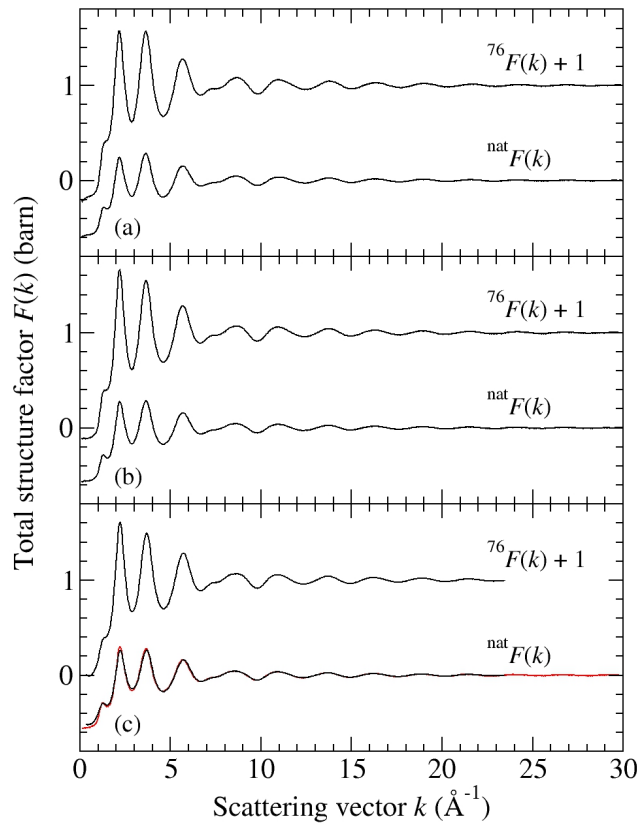 Total structure factor F(k) (barn)
1
0
⁷⁶F(k) + 1
ⁿᵃᵗF(k)
(a)
1
0
⁷⁶F(k) + 1
ⁿᵃᵗF(k)
(b)
1
0
⁷⁶F(k) + 1
ⁿᵃᵗF(k)
(c)
0 5 10 15 20 25 30
Scattering vector k (Å⁻¹)